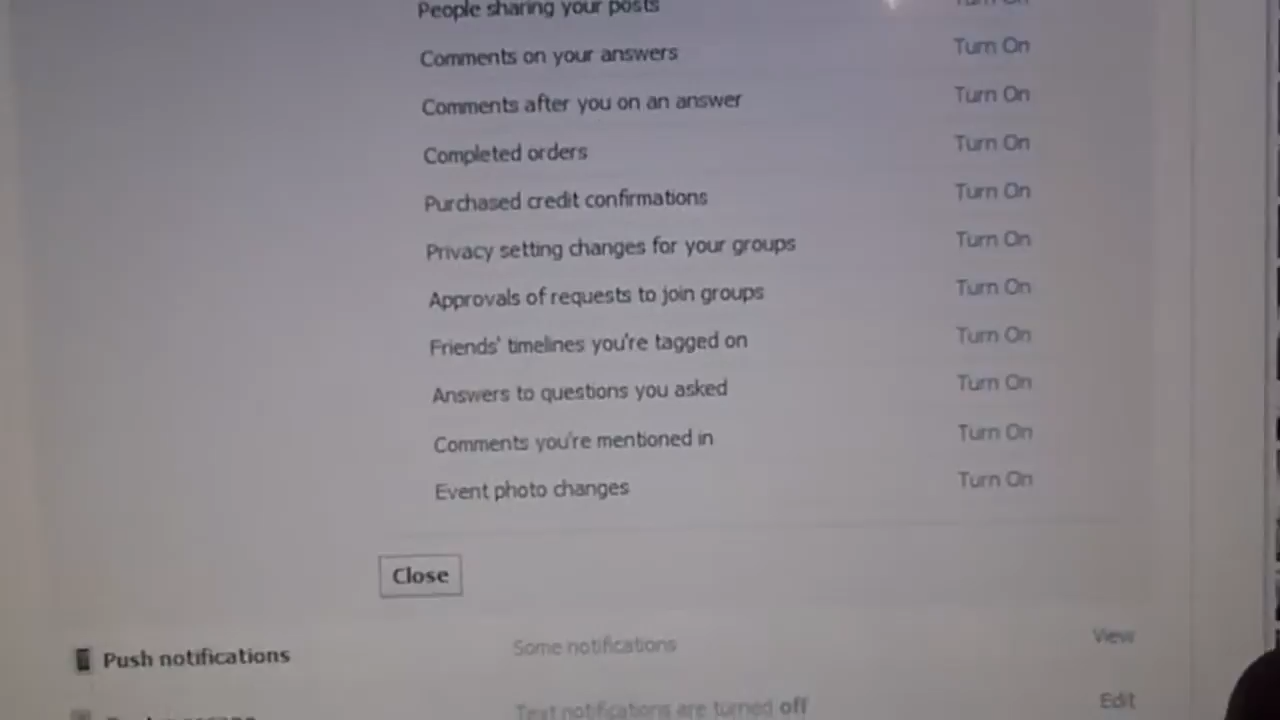 People sharing your posts Turn On
Comments on your answers Turn On
Comments after you on an answer Turn On
Completed orders Turn On
Purchased credit confirmations Turn On
Privacy setting changes for your groups Turn On
Approvals of requests to join groups Turn On
Friends' timelines you're tagged on Turn On
Answers to questions you asked Turn On
Comments you're mentioned in Turn On
Event photo changes Turn On
Close
Push notifications Some notifications View
Text notifications are turned off Edit